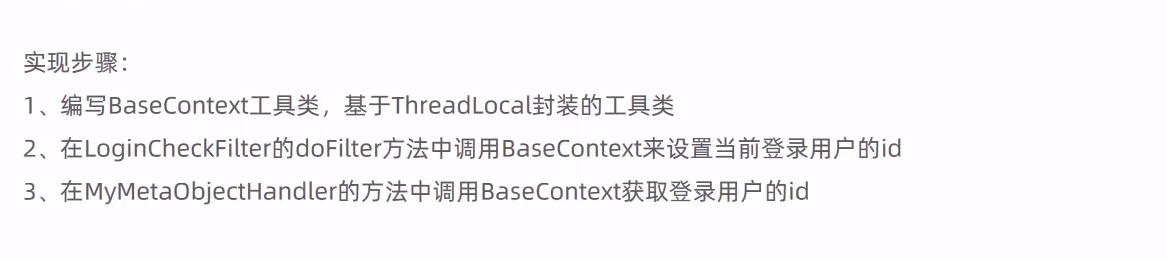 实现步骤：
1、编写BaseContext工具类，基于ThreadLocal封装的工具类
2、在LoginCheckFilter的doFilter方法中调用BaseContext来设置当前登录用户的id
3、在MyMetaObjectHandler的方法中调用BaseContext获取登录用户的id